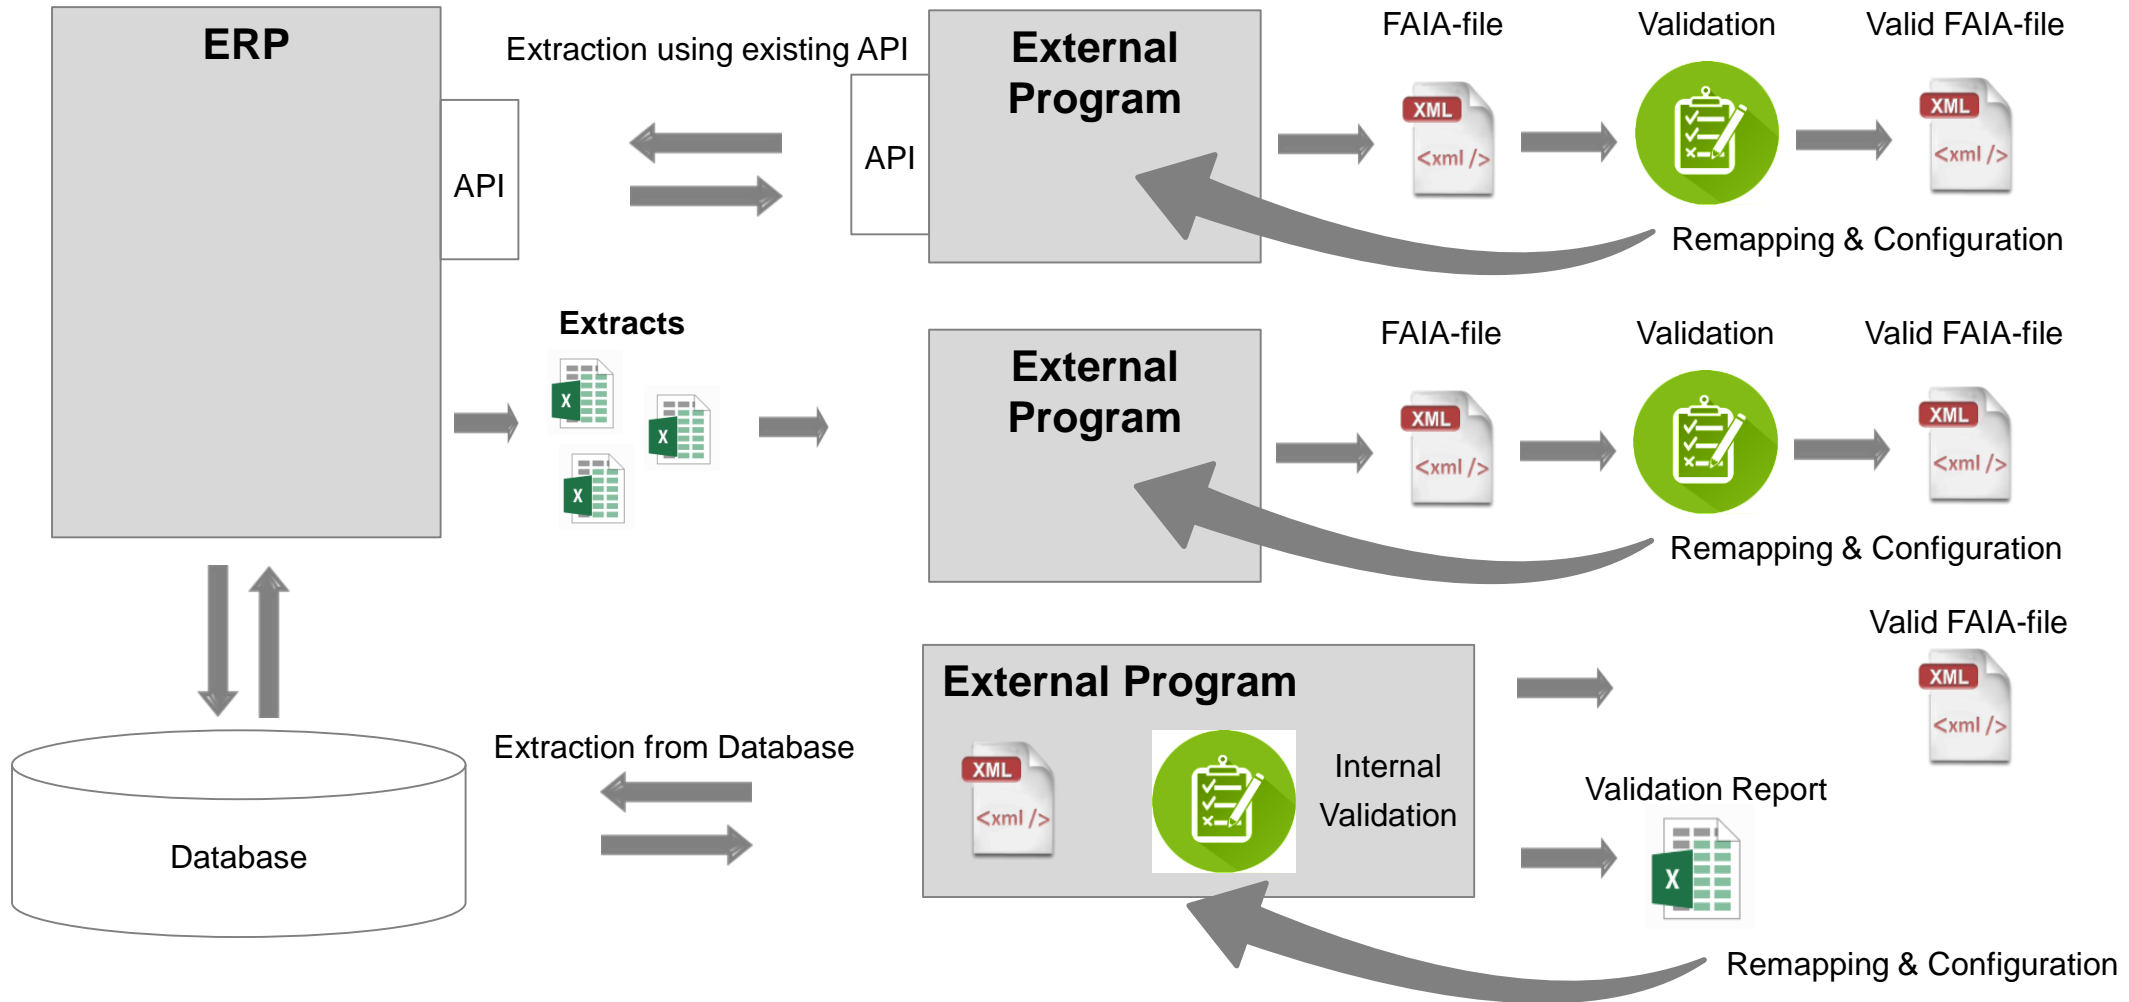 ERP
Extraction using existing API
API
API
External
Program
FAIA-file
Validation
Valid FAIA-file
XML
<xml />
XML
<xml />
Remapping & Configuration
Extracts
X
X
X
External
Program
FAIA-file
Validation
Valid FAIA-file
XML
<xml />
XML
<xml />
Remapping & Configuration
Database
Extraction from Database
External Program
XML
<xml />
Internal
Validation
Valid FAIA-file
XML
<xml />
Validation Report
X
Remapping & Configuration